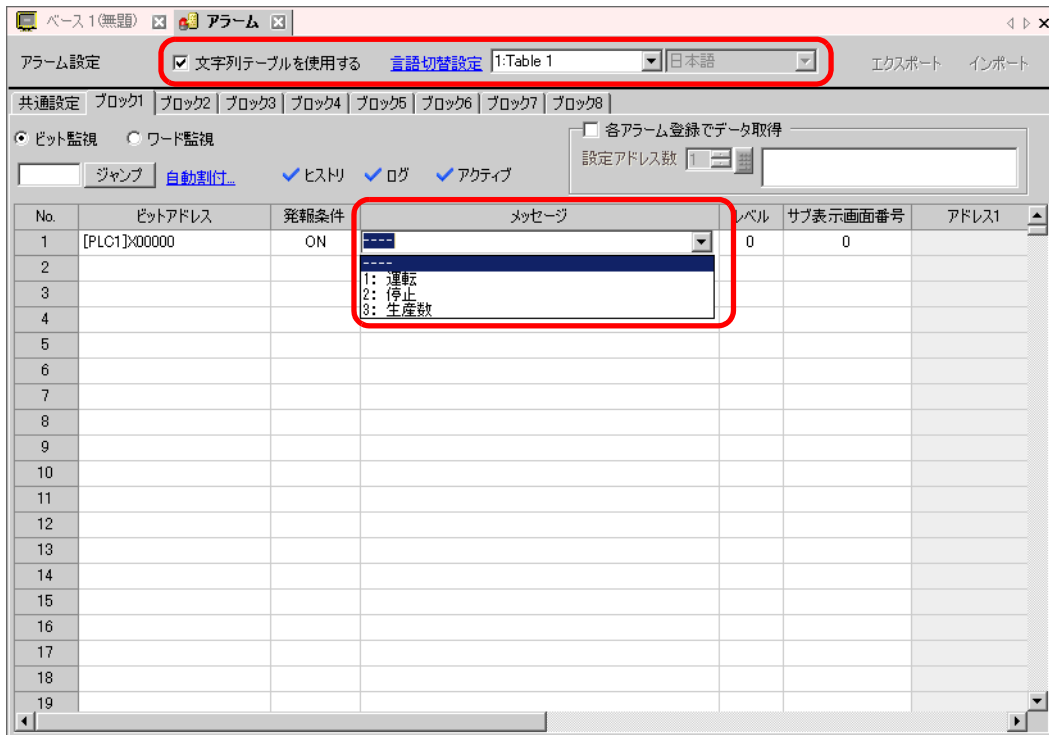 ベース1(無題) アラーム
アラーム設定 文字列テーブルを使用する 言語切替設定 1:Table 1 日本語 エクスポート インポート
共通設定 ブロック1 ブロック2 ブロック3 ブロック4 ブロック5 ブロック6 ブロック7 ブロック8
ビット監視 ワード監視 各アラーム登録でデータ取得
設定アドレス数 1
ジャンプ 自動割付... ヒストリ ログ アクティブ
No. ビットアドレス 発報条件 メッセージ レベル サブ表示画面番号 アドレス1
1 [PLC1]X00000 ON ---- 0 0
----
2 1: 運転
2: 停止
3 3: 生産数
4
5
6
7
8
9
10
11
12
13
14
15
16
17
18
19